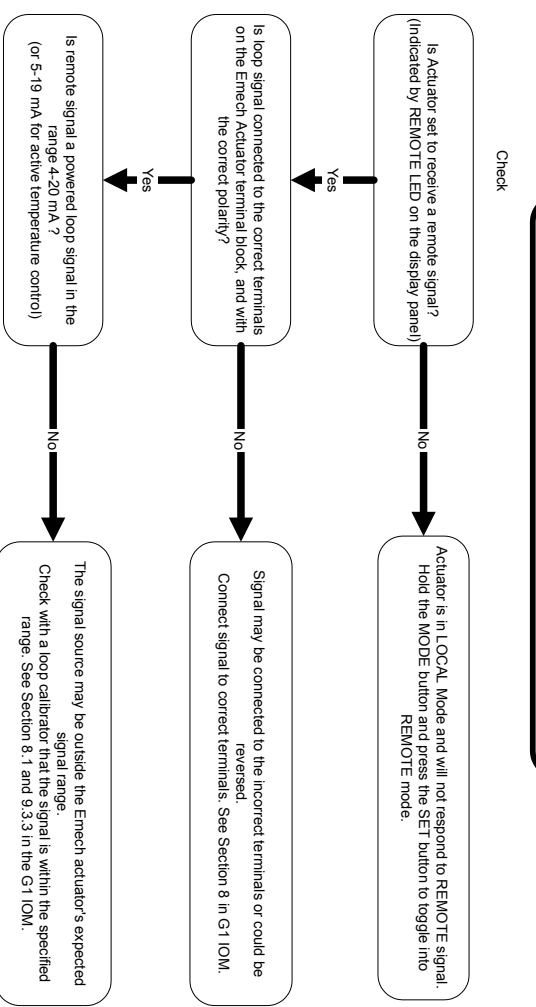 Check
Is Actuator set to receive a remote signal?
(Indicated by REMOTE LED on the display panel)
No
Actuator is in LOCAL Mode and will not respond to REMOTE signal.
Hold the MODE button and press the SET button to toggle into
REMOTE mode.
Yes
Is loop signal connected to the correct terminals
on the Emech Actuator terminal block, and with
the correct polarity?
No
Signal may be connected to the incorrect terminals or could be
reversed.
Connect signal to correct terminals. See Section 8 in G1 IOM.
Yes
Is remote signal a powered loop signal in the
range 4-20 mA ?
(or 5-19 mA for active temperature control)
No
The signal source may be outside the Emech actuator's expected
signal range.
Check with a loop calibrator that the signal is within the specified
range. See Section 8.1 and 9.3.3 in the G1 IOM.